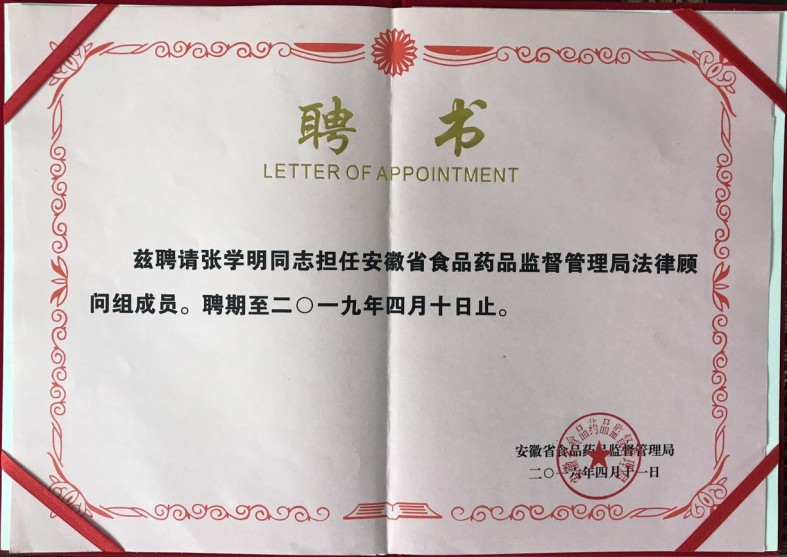 聘 书
LETTER OF APPOINTMENT
兹聘请张学明同志担任安徽省食品药品监督管理局法律顾
问组成员。聘期至二〇一九年四月十日止。
安徽省食品药品监督管理局
二〇一六年四月十一日